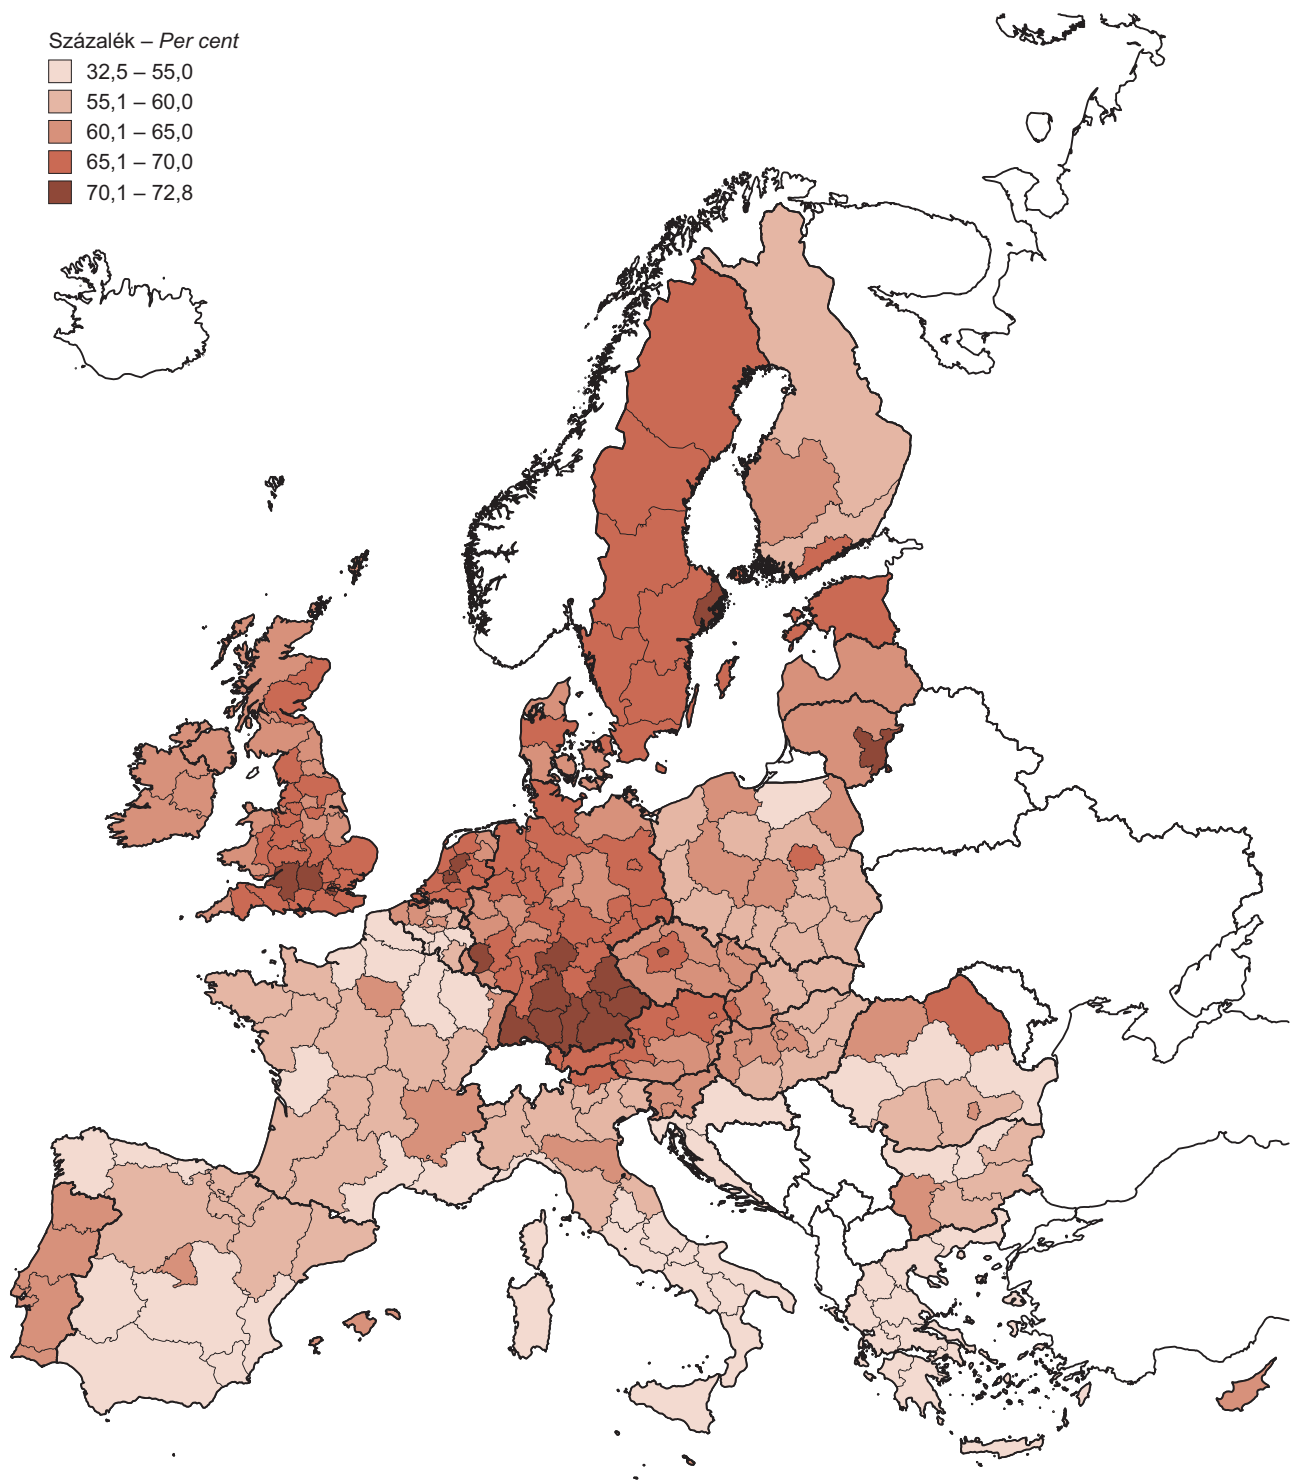 Százalék – Per cent
32,5 – 55,0
55,1 – 60,0
60,1 – 65,0
65,1 – 70,0
70,1 – 72,8